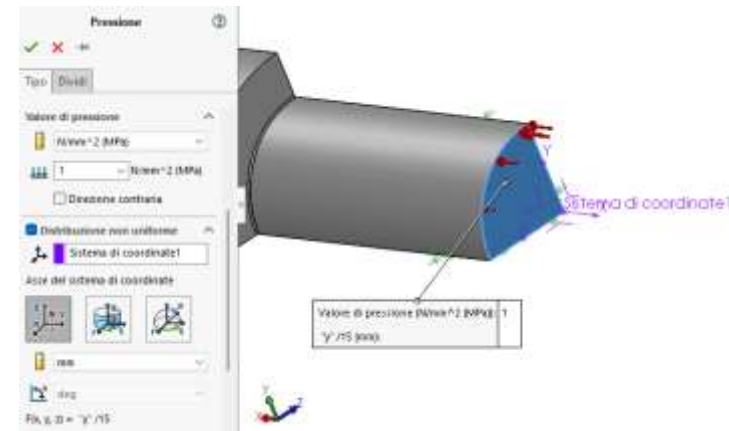 Pressione
Tipo Dividi
Valore di pressione
N/mm^2 (MPa)
1 N/mm^2 (MPa)
Direzione contraria
Distribuzione non uniforme
Sistema di coordinate1
Asse del sistema di coordinate
mm
deg
F(x, y, z) = "y" /15
Y
Sistema di coordinate1
Valore di pressione (N/mm^2 (MPa)): 1
"y" /15 (mm):
Y
X
Z